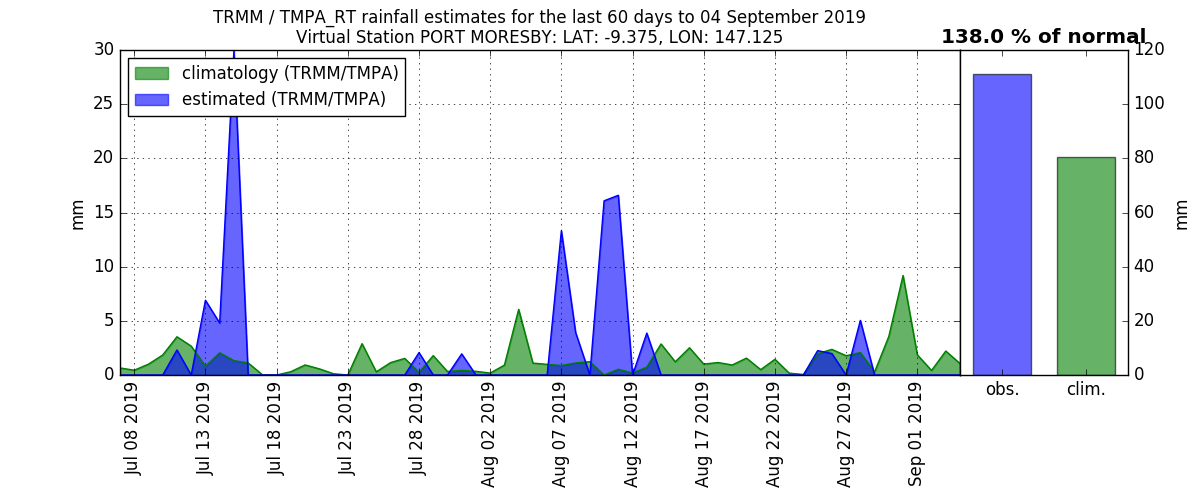 TRMM / TMPA_RT rainfall estimates for the last 60 days to 04 September 2019
Virtual Station PORT MORESBY: LAT: -9.375, LON: 147.125
138.0 % of normal
climatology (TRMM/TMPA)
estimated (TRMM/TMPA)
mm
30
25
20
15
10
5
0
Jul 08 2019
Jul 13 2019
Jul 18 2019
Jul 23 2019
Jul 28 2019
Aug 02 2019
Aug 07 2019
Aug 12 2019
Aug 17 2019
Aug 22 2019
Aug 27 2019
Sep 01 2019
obs.
clim.
120
100
80
60
40
20
0
mm